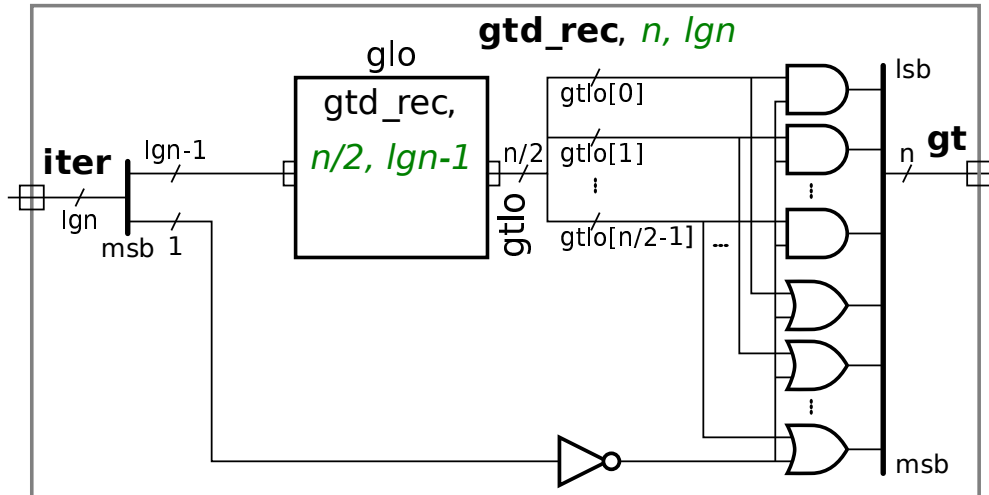 gtd_rec, n, lgn
glo
lsb
gtd_rec,
gtlo[0]
lgn-1
n/2
gtlo[1]
n
gt
iter
n/2, lgn-1
lgn
gtlo
msb 1
gtlo[n/2-1] ...
msb